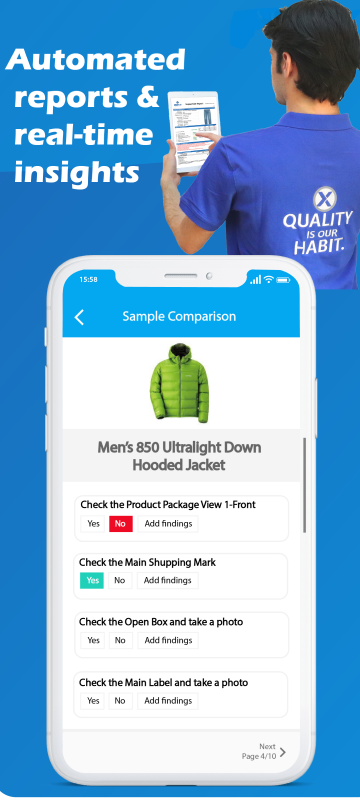 Automated
reports &
real-time
insights
X
QUALITY
IS OUR
HABIT.
15:58
Sample Comparison
Men's 850 Ultralight Down
Hooded Jacket
Check the Product Package View 1-Front
Yes No Add findings
Check the Main Shupping Mark
Yes No Add findings
Check the Open Box and take a photo
Yes No Add findings
Check the Main Label and take a photo
Yes No Add findings
Next
Page 4/10